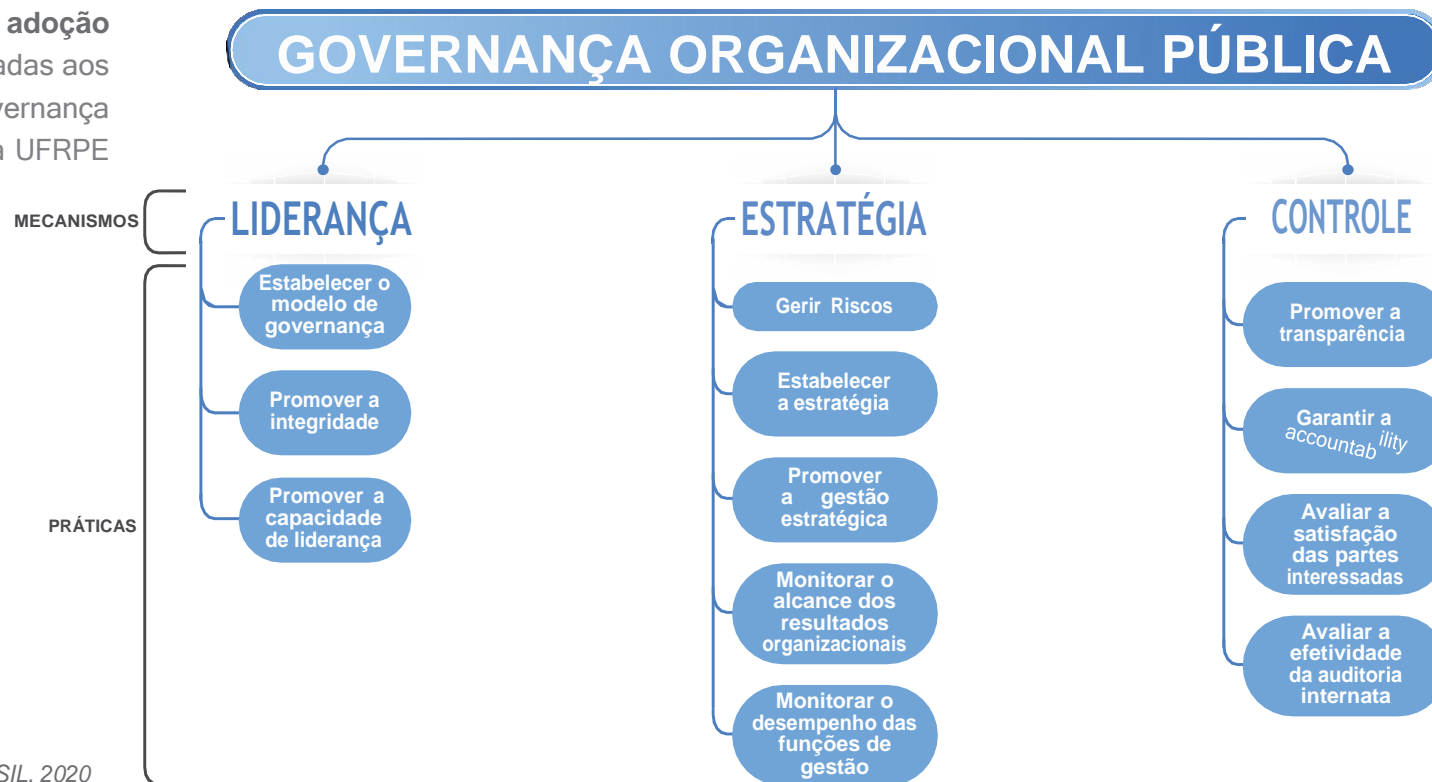 adoção
adas aos
vernança
a UFRPE
GOVERNANÇA ORGANIZACIONAL PÚBLICA
MECANISMOS
LIDERANÇA
ESTRATÉGIA
CONTROLE
PRÁTICAS
Estabelecer o
modelo de
governança
Promover a
integridade
Promover a
capacidade
de liderança
Gerir Riscos
Estabelecer
a estratégia
Promover
a gestão
estratégica
Monitorar o
alcance dos
resultados
organizacionais
Monitorar o
desempenho das
funções de
gestão
Promover a
transparência
Garantir a
accountability
Avaliar a
satisfação
das partes
interessadas
Avaliar a
efetividade
da auditoria
internata
SIL, 2020